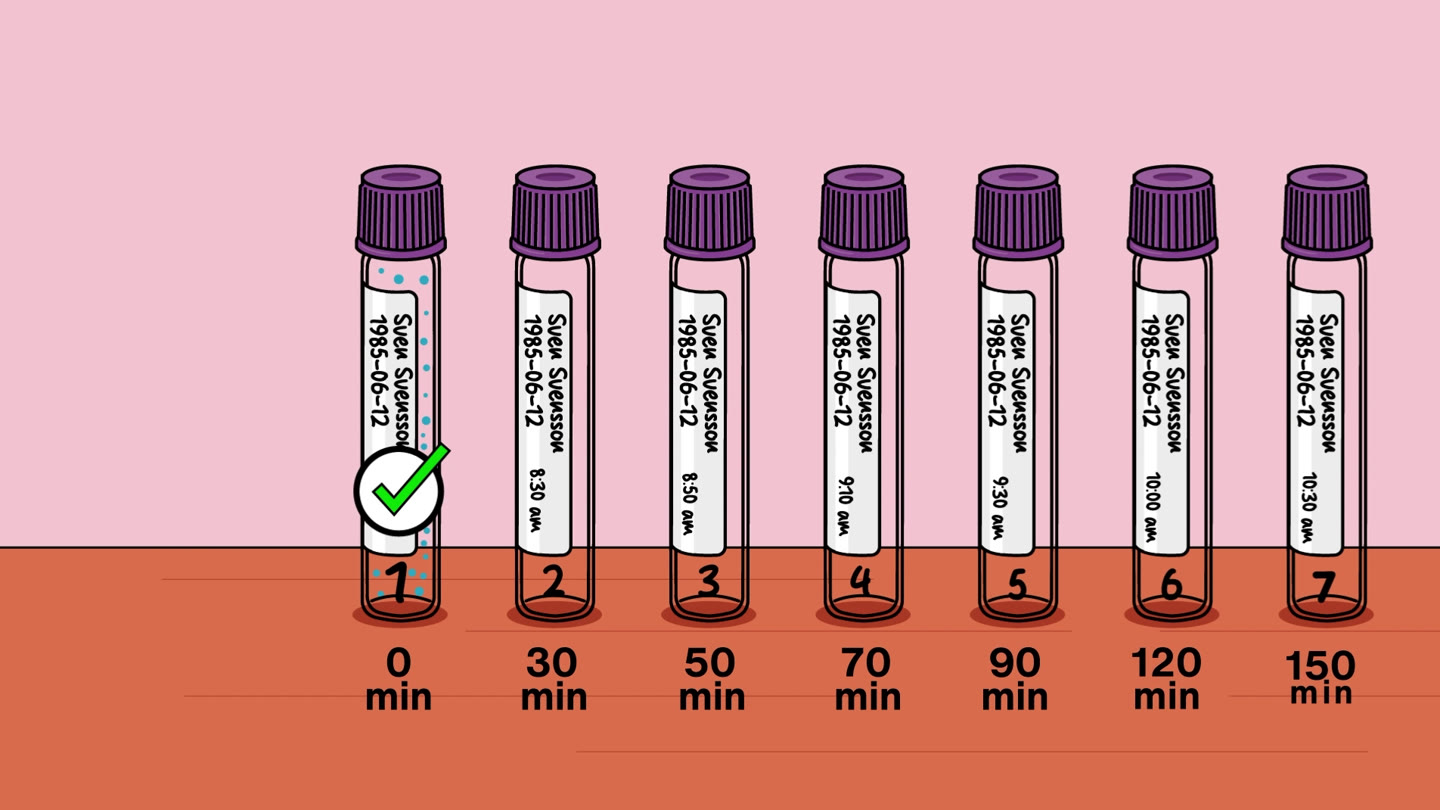 Sven Svensson
1985-06-12
1
0
min
Sven Svensson
1985-06-12
8:30 am
2
30
min
Sven Svensson
1985-06-12
8:50 am
3
50
min
Sven Svensson
1985-06-12
9:10 am
4
70
min
Sven Svensson
1985-06-12
9:30 am
5
90
min
Sven Svensson
1985-06-12
10:00 am
6
120
min
Sven Svensson
1985-06-12
10:30 am
7
150
min